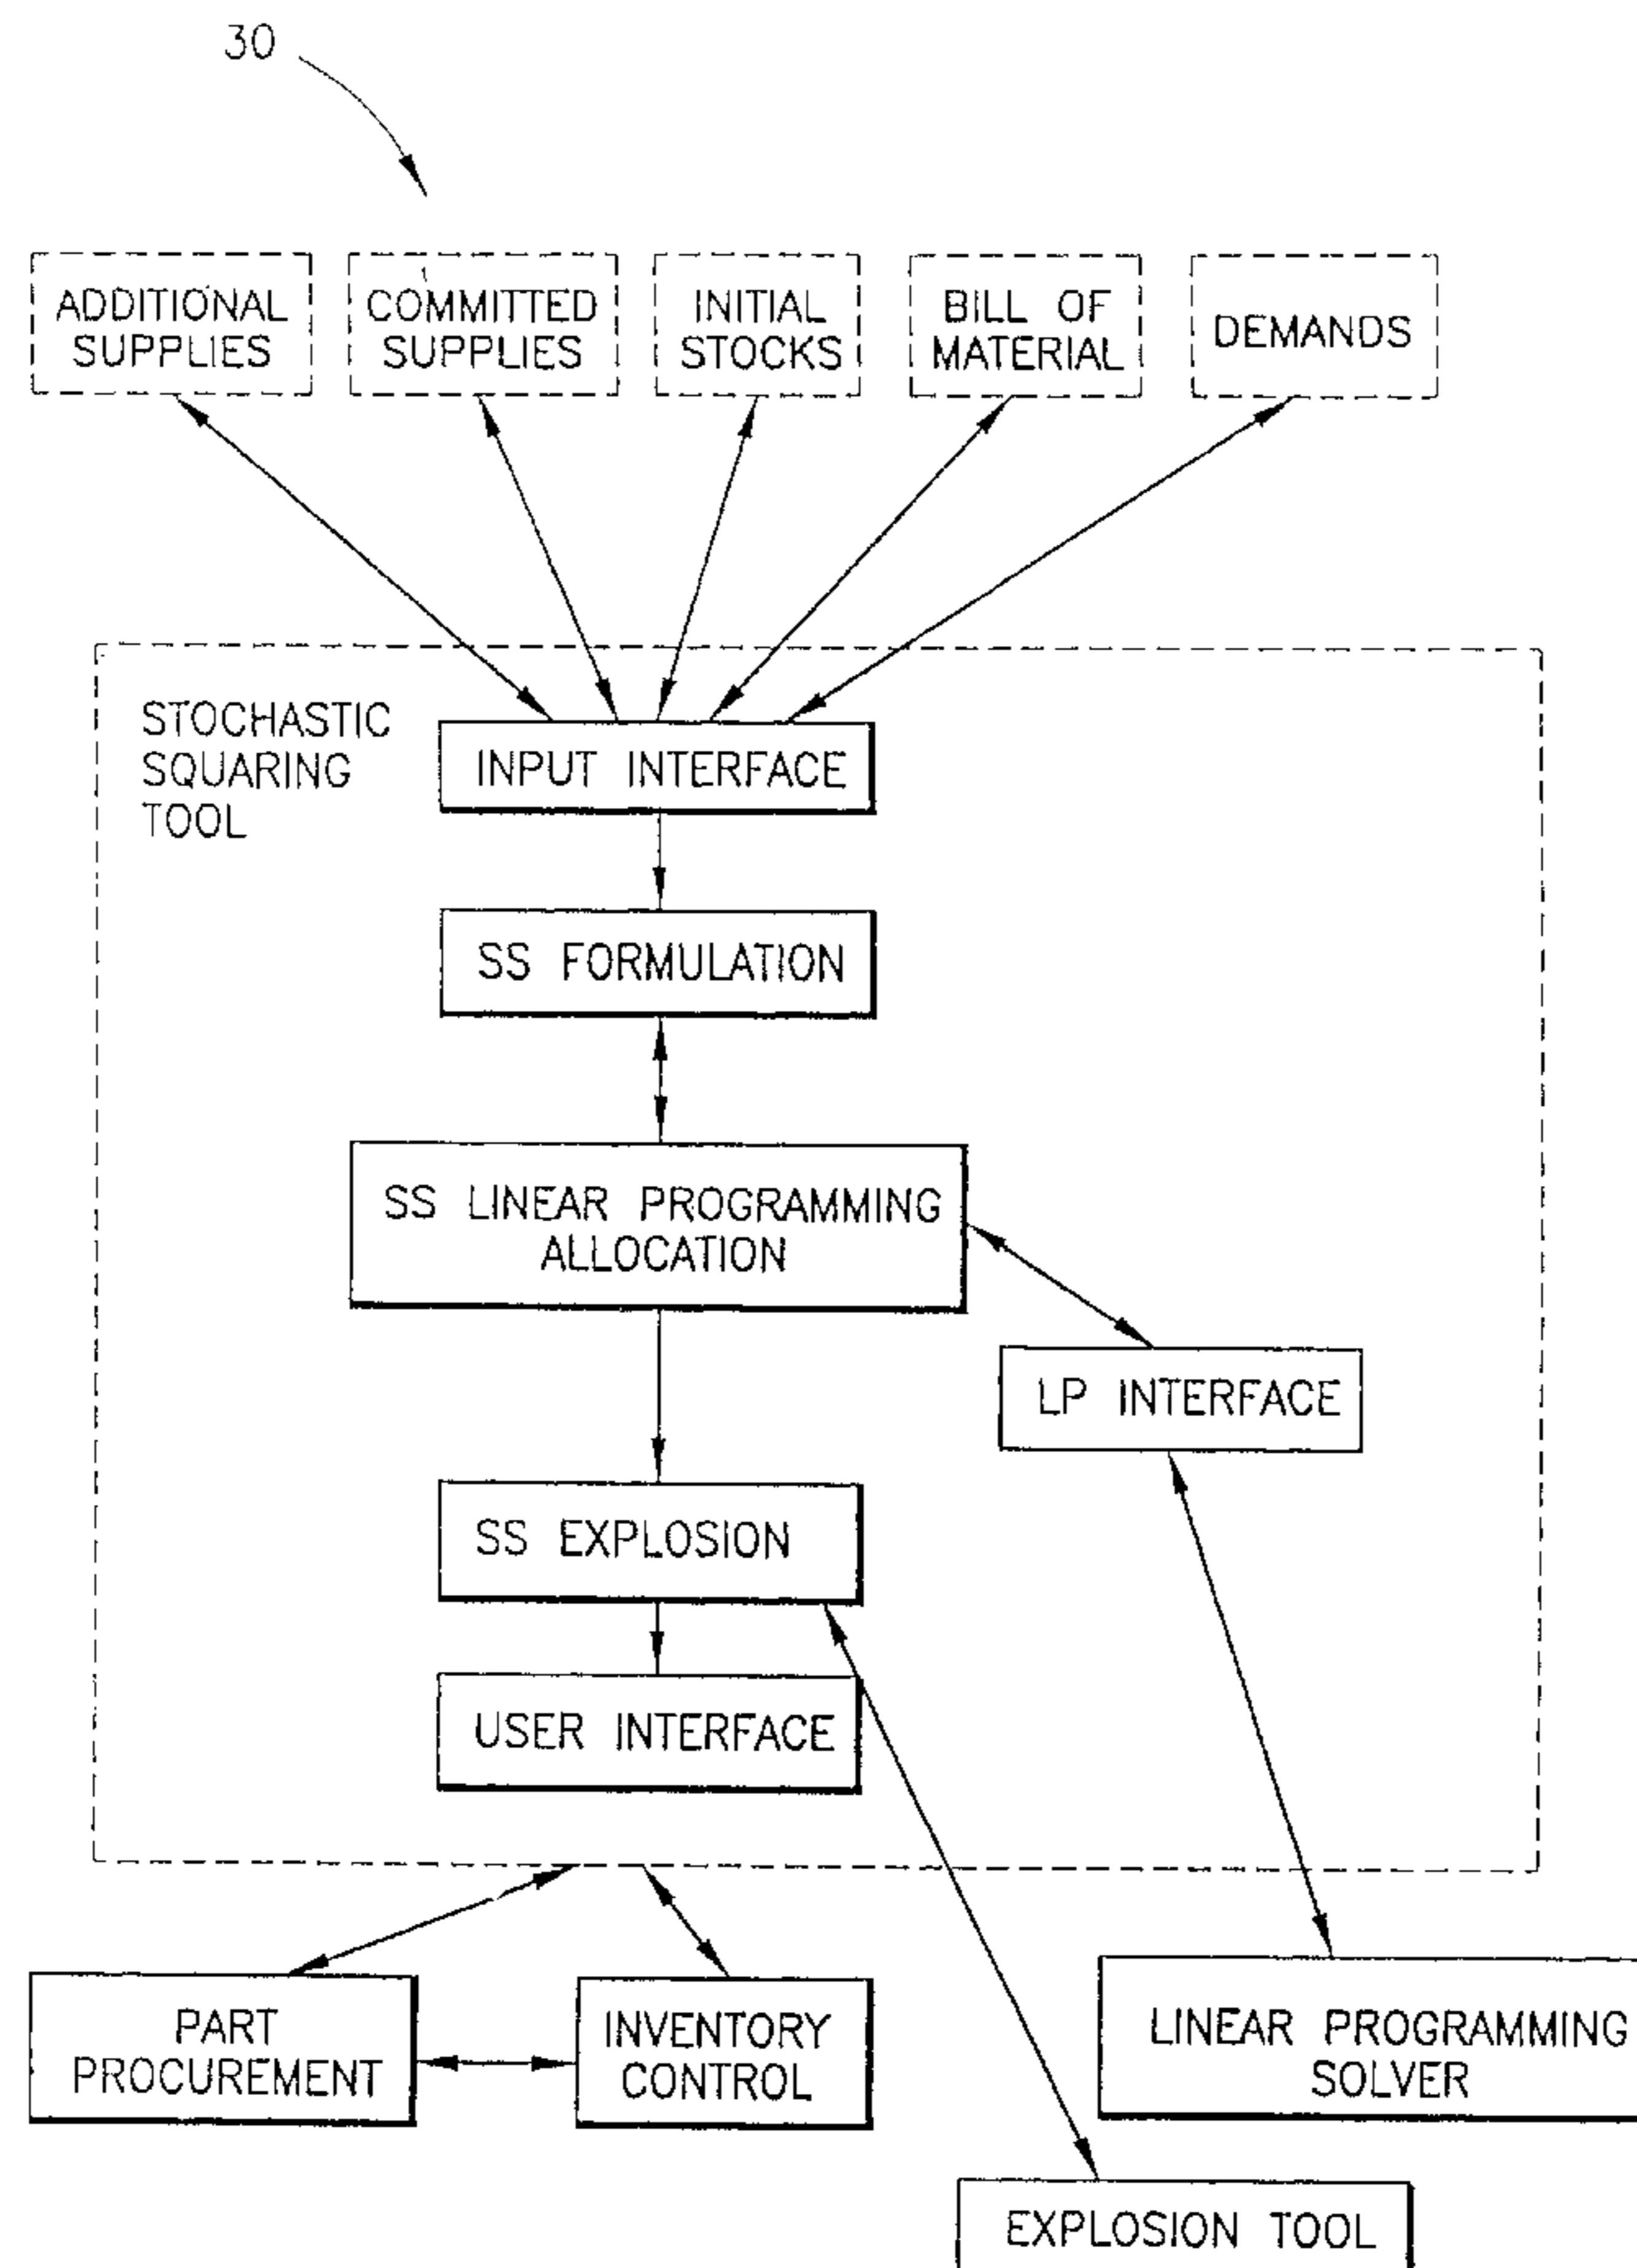 30
ADDITIONAL
SUPPLIES
COMMITTED
SUPPLIES
INITIAL
STOCKS
BILL OF
MATERIAL
DEMANDS
STOCHASTIC
SQUARING
TOOL
INPUT INTERFACE
SS FORMULATION
SS LINEAR PROGRAMMING
ALLOCATION
LP INTERFACE
SS EXPLOSION
USER INTERFACE
PART
PROCUREMENT
INVENTORY
CONTROL
LINEAR PROGRAMMING
SOLVER
EXPLOSION TOOL